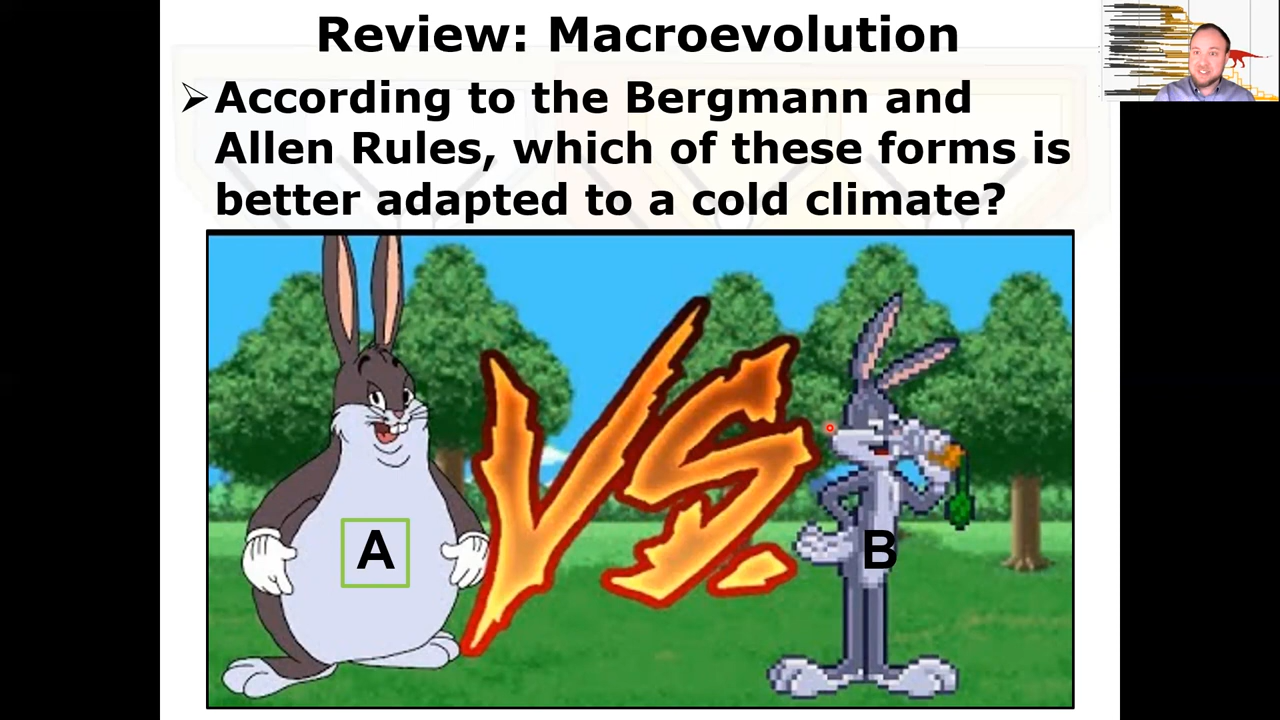 Review: Macroevolution
➢According to the Bergmann and
Allen Rules, which of these forms is
better adapted to a cold climate?
VS.
A
B